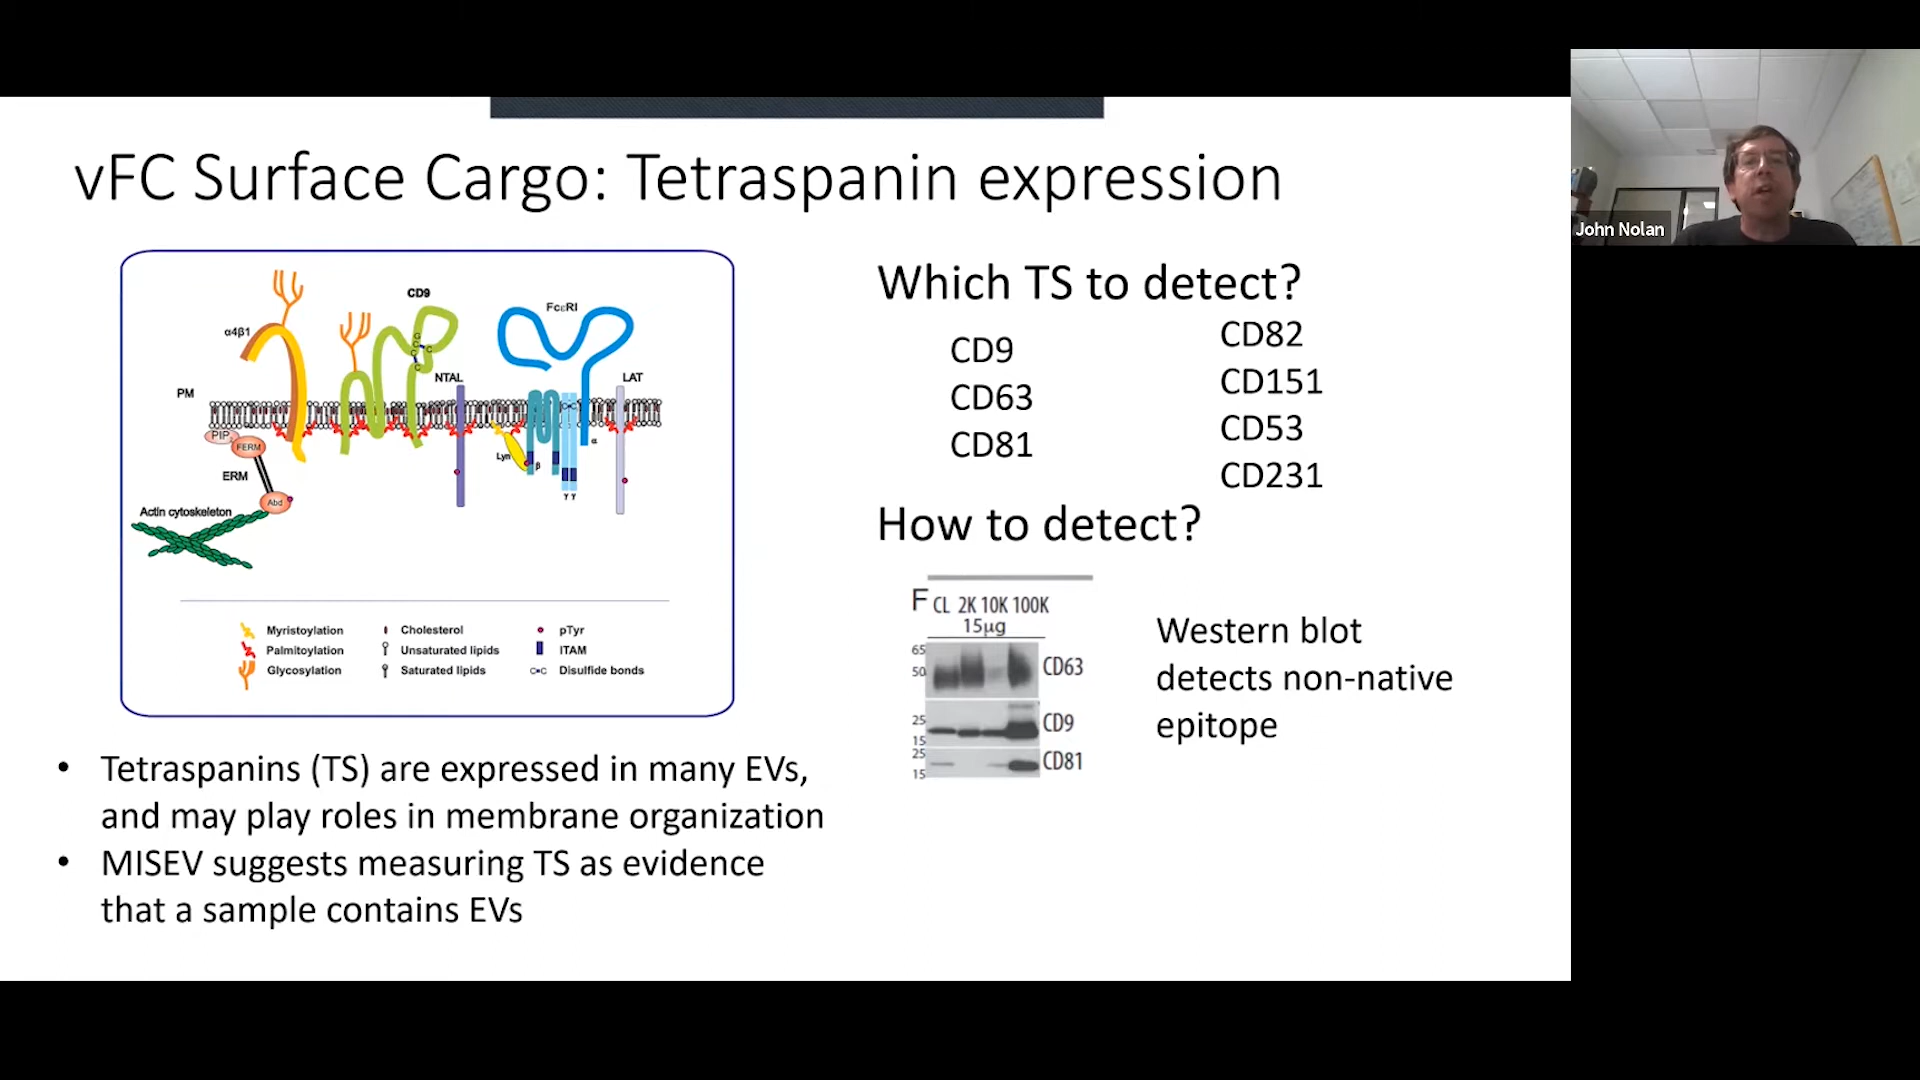 vFC Surface Cargo: Tetraspanin expression
John Nolan
CD9
FcεRI
α4β1
NTAL
LAT
PM
C
C
C
C
PIP2
FERM
Lyn
β
α
ERM
γ γ
Abd
Actin cytoskeleton
Myristoylation
Cholesterol
pTyr
Palmitoylation
Unsaturated lipids
ITAM
Glycosylation
Saturated lipids
C•C
Disulfide bonds
• Tetraspanins (TS) are expressed in many EVs,
and may play roles in membrane organization
• MISEV suggests measuring TS as evidence
that a sample contains EVs
Which TS to detect?
CD9
CD63
CD81
CD82
CD151
CD53
CD231
How to detect?
F CL 2K 10K 100K
15µg
65
50
CD63
25
15
CD9
25
15
CD81
Western blot
detects non-native
epitope